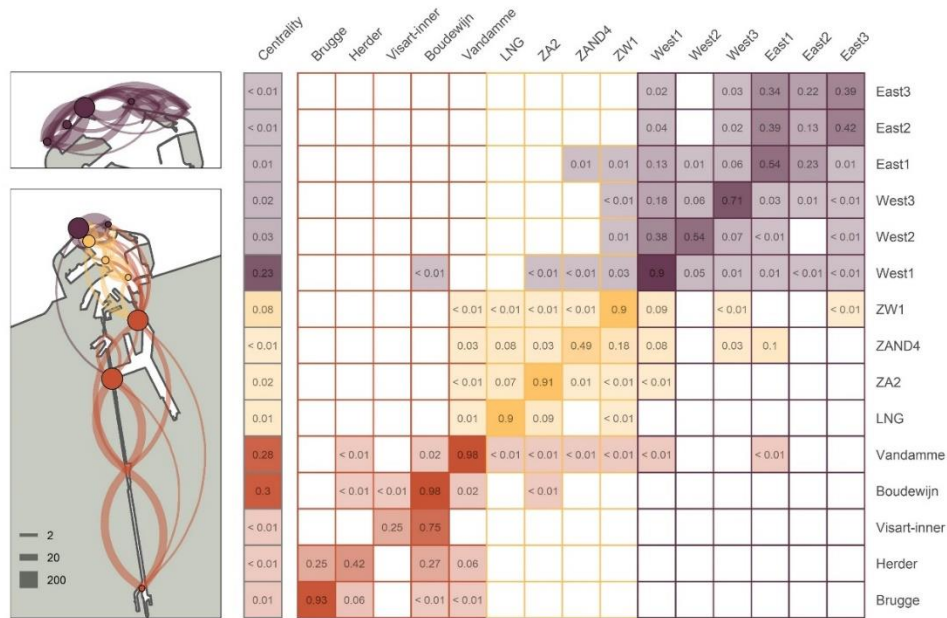 Centrality Brugge Herder Visart-inner Boudewijn Vandamme LNG ZA2 ZAND4 ZW1 West1 West2 West3 East1 East2 East3
< 0.01 0.02 0.03 0.34 0.22 0.39 East3
< 0.01 0.04 0.02 0.39 0.13 0.42 East2
0.01 0.01 0.01 0.13 0.01 0.06 0.54 0.23 0.01 East1
0.02 < 0.01 0.18 0.06 0.71 0.03 0.01 < 0.01 West3
0.03 0.01 0.38 0.54 0.07 < 0.01 < 0.01 West2
0.23 < 0.01 < 0.01 < 0.01 0.03 0.9 0.05 0.01 0.01 < 0.01 < 0.01 West1
0.08 < 0.01 < 0.01 < 0.01 < 0.01 0.9 0.09 < 0.01 < 0.01 ZW1
< 0.01 0.03 0.08 0.03 0.49 0.18 0.08 0.03 0.1 ZAND4
0.02 < 0.01 0.07 0.91 0.01 < 0.01 < 0.01 ZA2
0.01 0.01 0.9 0.09 < 0.01 LNG
0.28 < 0.01 0.02 0.98 < 0.01 < 0.01 < 0.01 < 0.01 < 0.01 < 0.01 Vandamme
0.3 < 0.01 < 0.01 0.98 0.02 < 0.01 Boudewijn
< 0.01 0.25 0.75 Visart-inner
< 0.01 0.25 0.42 0.27 0.06 Herder
0.01 0.93 0.06 < 0.01 < 0.01 Brugge
2
20
200